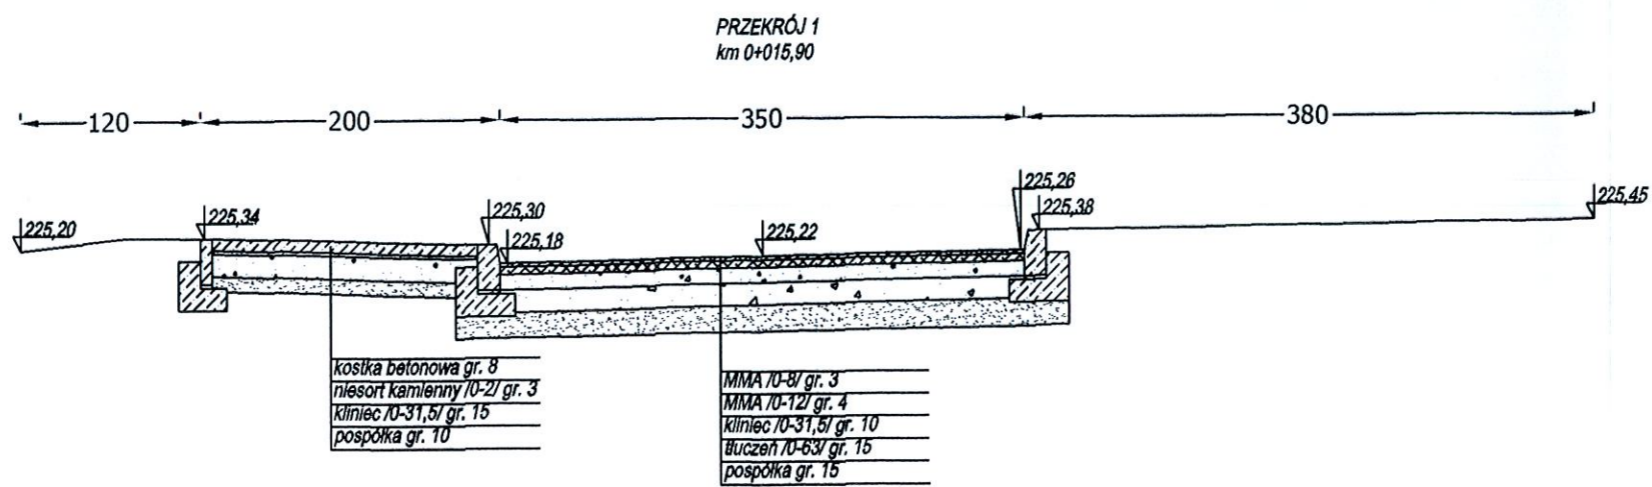 PRZEKRÓJ 1
km 0+015,90
120
200
350
380
225,20
225,34
225,30
225,18
225,22
225,26
225,38
225,45
kostka betonowa gr. 8
niesort kamienny /0-2/ gr. 3
kliniec /0-31,5/ gr. 15
pospółka gr. 10
MMA /0-8/ gr. 3
MMA /0-12/ gr. 4
kliniec /0-31,5/ gr. 10
tłuczeń /0-63/ gr. 15
pospółka gr. 15